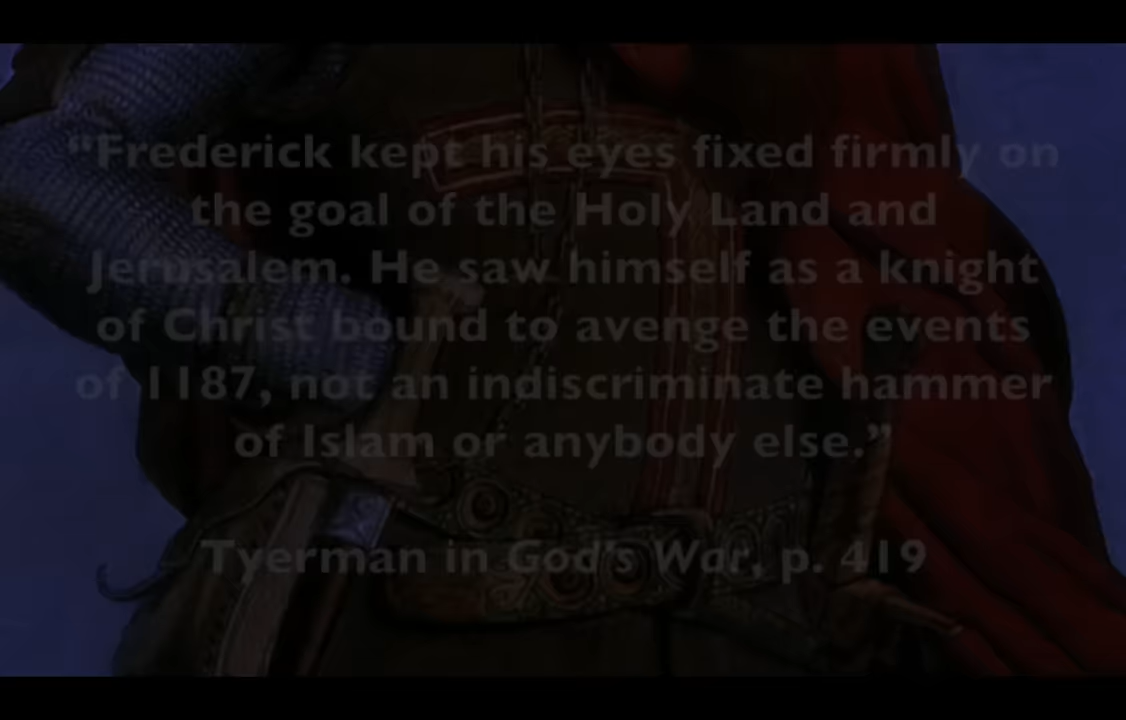 "Frederick kept his eyes fixed firmly on
the goal of the Holy Land and
Jerusalem. He saw himself as a knight
of Christ bound to avenge the events
of 1187, not an indiscriminate hammer
of Islam or anybody else."
Tyerman in God's War, p. 419